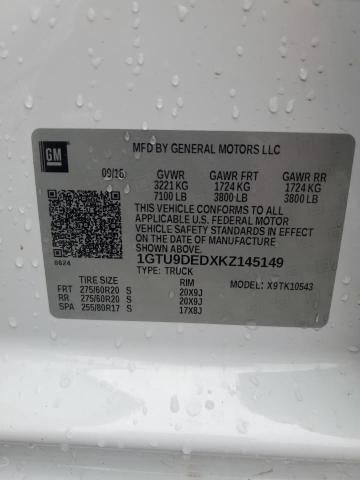 GM
MFD BY GENERAL MOTORS LLC
09/18 GVWR GAWR FRT GAWR RR
3221 KG 1724 KG 1724 KG
7100 LB 3800 LB 3800 LB
THIS VEHICLE CONFORMS TO ALL
APPLICABLE U.S. FEDERAL MOTOR
VEHICLE SAFETY STANDARDS IN EFFECT
ON THE DATE OF MANUFACTURE
SHOWN ABOVE.
1GTU9DEDXKZ145149
TYPE: TRUCK
TIRE SIZE RIM MODEL: X9TK10543
FRT 275/60R20 S 20X9J
RR 275/60R20 S 20X9J
SPA 255/80R17 S 17X8J